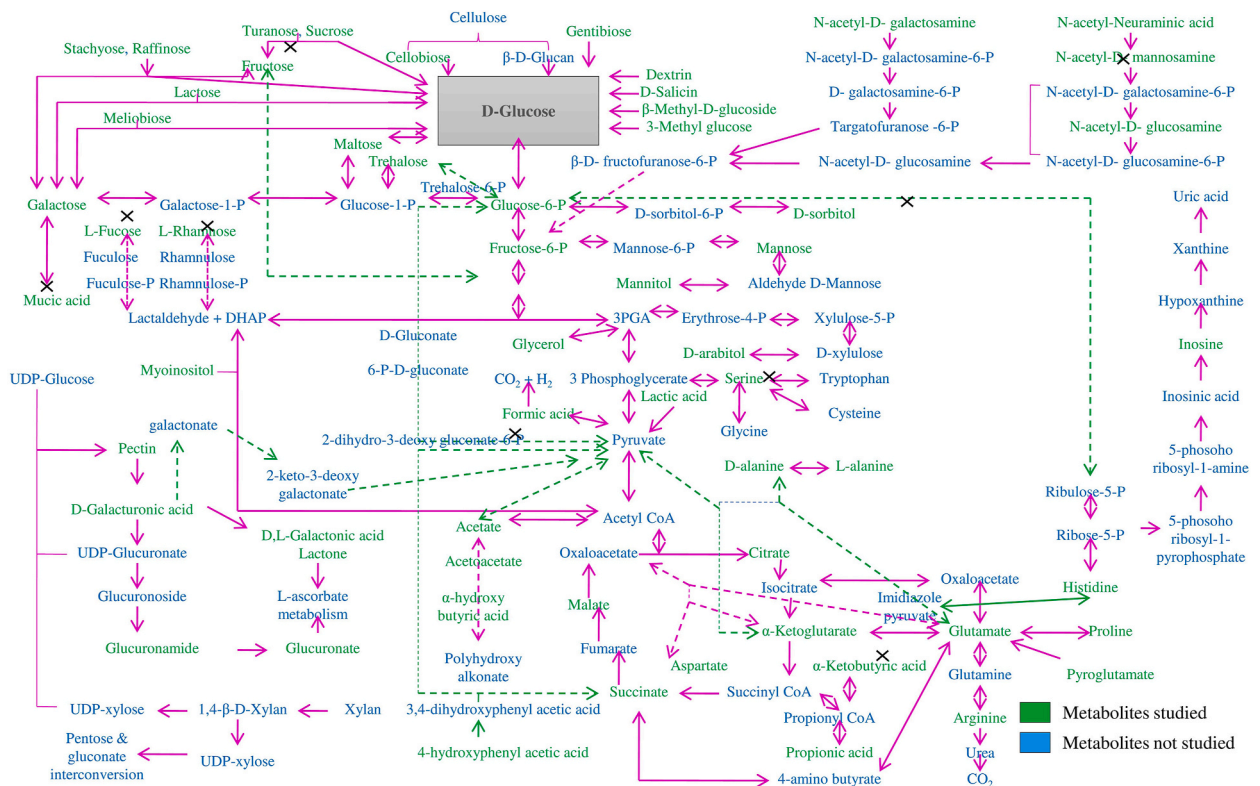 Cellulose
Turanose, Sucrose
Gentibiose
N-acetyl-D- galactosamine
N-acetyl-Neuraminic acid
Stachyose, Raffinose
Fructose
Cellobiose
β-D-Glucan
N-acetyl-D- galactosamine-6-P
N-acetyl-D- mannosamine
Dextrin
Lactose
D-Glucose
D-Salicin
D- galactosamine-6-P
N-acetyl-D- galactosamine-6-P
β-Methyl-D-glucoside
Meliobiose
3-Methyl glucose
Targatofuranose -6-P
N-acetyl-D- glucosamine
Maltose
Trehalose
β-D- fructofuranose-6-P
N-acetyl-D- glucosamine
N-acetyl-D- glucosamine-6-P
Trehalose-6-P
Galactose
Galactose-1-P
Glucose-1-P
Glucose-6-P
D-sorbitol-6-P
D-sorbitol
Uric acid
L-Fucose
L-Rhamnose
Fuculose
Rhamnulose
Fructose-6-P
Mannose-6-P
Mannose
Xanthine
Fuculose-P
Rhamnulose-P
Mannitol
Aldehyde D-Mannose
Mucic acid
Hypoxanthine
Lactaldehyde + DHAP
3PGA
Erythrose-4-P
Xylulose-5-P
D-Gluconate
Glycerol
D-arabitol
D-xylulose
Inosine
UDP-Glucose
Myoinositol
6-P-D-gluconate
CO2 + H2
3 Phosphoglycerate
Serine
Tryptophan
Lactic acid
Inosinic acid
Formic acid
Cysteine
galactonate
2-dihydro-3-deoxy gluconate-6-P
Pyruvate
Glycine
Pectin
5-phosoho
ribosyl-1-amine
2-keto-3-deoxy
galactonate
D-alanine
L-alanine
Ribulose-5-P
D-Galacturonic acid
Acetate
Acetyl CoA
5-phosoho
ribosyl-1-
pyrophosphate
D,L-Galactonic acid
Lactone
Ribose-5-P
UDP-Glucuronate
Acetoacetate
Oxaloacetate
Citrate
Isocitrate
Oxaloacetate
Histidine
Glucuronoside
L-ascorbate
metabolism
α-hydroxy
butyric acid
Malate
Imidiazole
pyruvate
Glucuronamide
Glucuronate
Fumarate
α-Ketoglutarate
Glutamate
Proline
Polyhydroxy
alkonate
Aspartate
α-Ketobutyric acid
Glutamine
Pyroglutamate
Succinate
Succinyl CoA
UDP-xylose
1,4-β-D-Xylan
Xylan
3,4-dihydroxyphenyl acetic acid
Propionyl CoA
Arginine
Metabolites studied
Pentose &
gluconate
interconversion
UDP-xylose
4-hydroxyphenyl acetic acid
Propionic acid
Urea
Metabolites not studied
4-amino butyrate
CO2